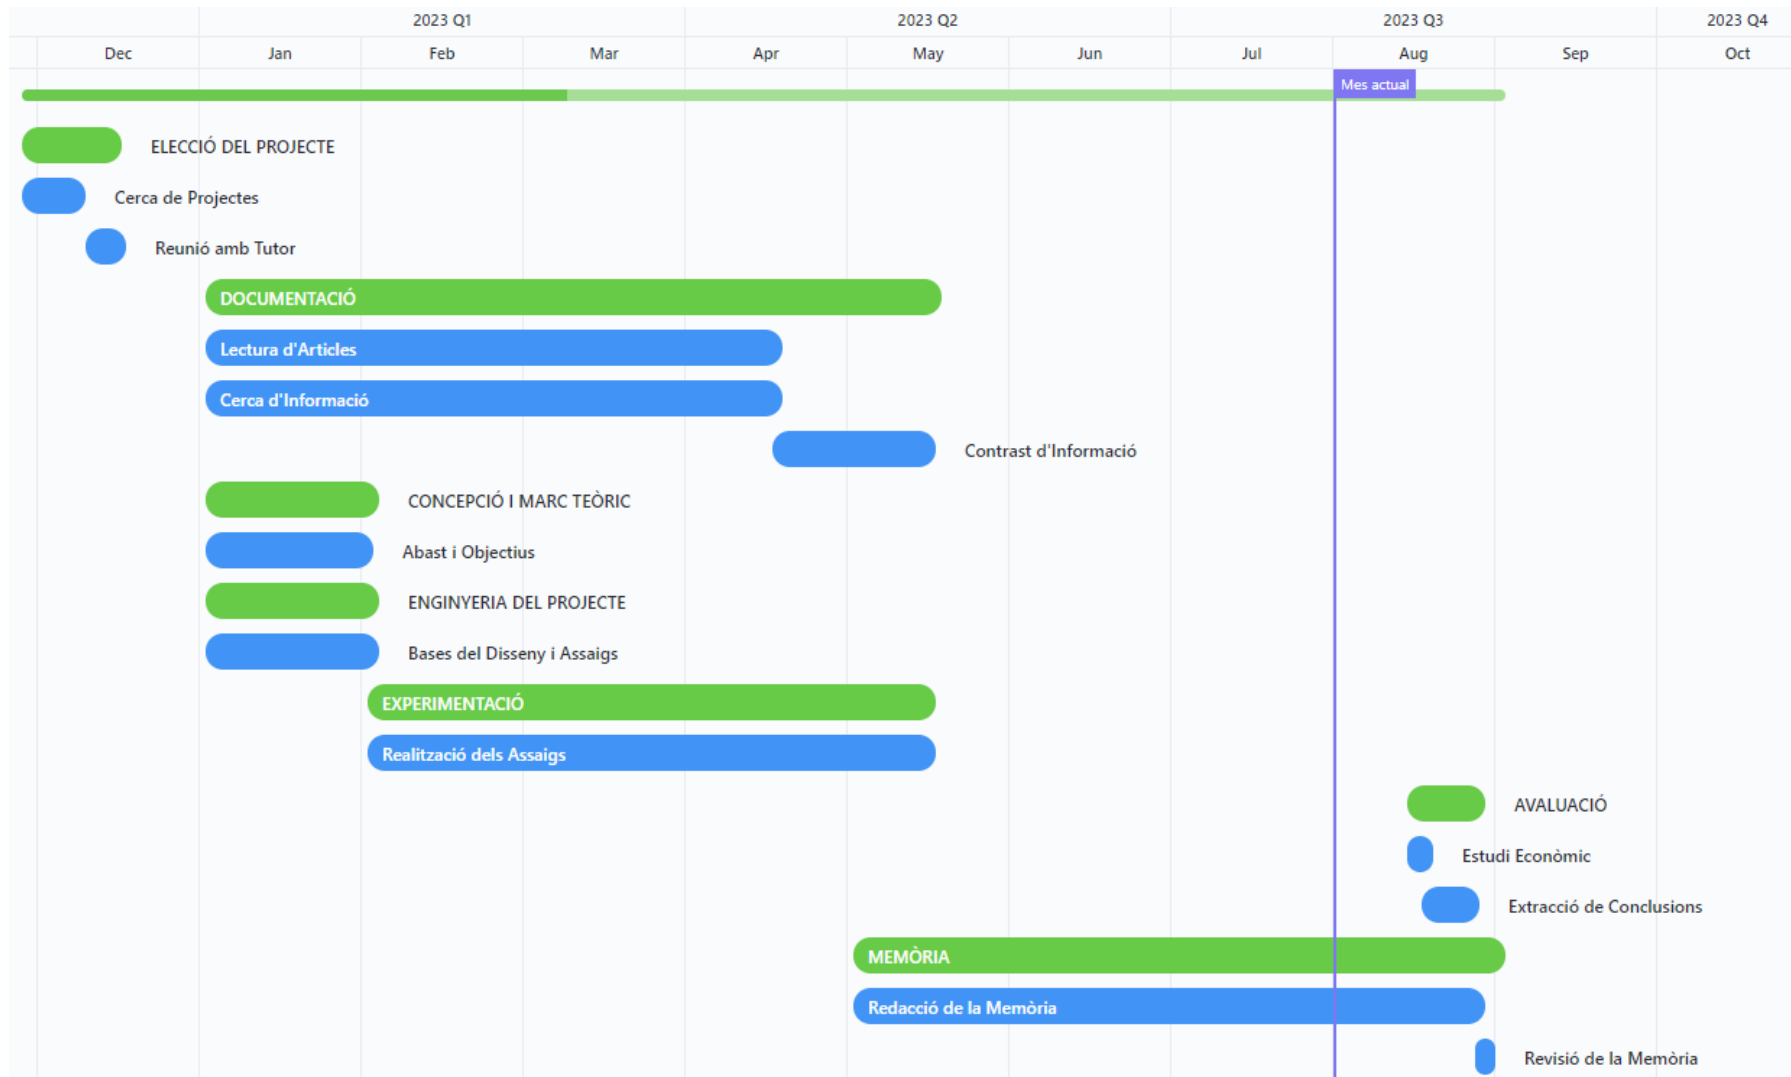 2023 Q1 2023 Q2 2023 Q3 2023 Q4
Dec Jan Feb Mar Apr May Jun Jul Aug Sep Oct
Mes actual
ELECCIÓ DEL PROJECTE
Cerca de Projectes
Reunió amb Tutor
DOCUMENTACIÓ
Lectura d'Articles
Cerca d'Informació
Contrast d'Informació
CONCEPCIÓ I MARC TEÒRIC
Abast i Objectius
ENGINYERIA DEL PROJECTE
Bases del Disseny i Assaigs
EXPERIMENTACIÓ
Realització dels Assaigs
AVALUACIÓ
Estudi Econòmic
Extracció de Conclusions
MEMÒRIA
Redacció de la Memòria
Revisió de la Memòria